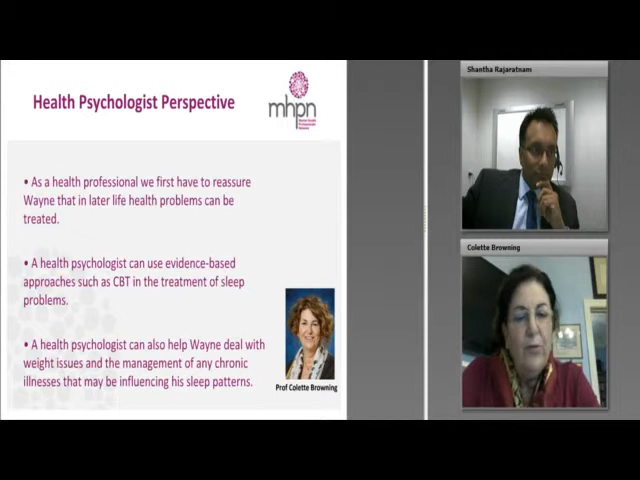 Health Psychologist Perspective
mhpn
• As a health professional we first have to reassure
Wayne that in later life health problems can be
treated.
• A health psychologist can use evidence-based
approaches such as CBT in the treatment of sleep
problems.
• A health psychologist can also help Wayne deal with
weight issues and the management of any chronic
illnesses that may be influencing his sleep patterns.
Prof Colette Browning
Shantha Rajaratnam
Colette Browning